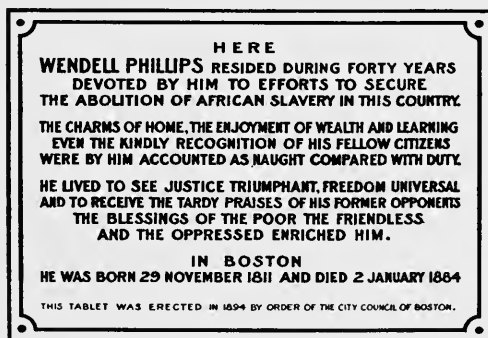 HERE
WENDELL PHILLIPS RESIDED DURING FORTY YEARS
DEVOTED BY HIM TO EFFORTS TO SECURE
THE ABOLITION OF AFRICAN SLAVERY IN THIS COUNTRY.
THE CHARMS OF HOME, THE ENJOYMENT OF WEALTH AND LEARNING
EVEN THE KINDLY RECOGNITION OF HIS FELLOW CITIZENS
WERE BY HIM ACCOUNTED AS NAUGHT COMPARED WITH DUTY.
HE LIVED TO SEE JUSTICE TRIUMPHANT, FREEDOM UNIVERSAL
AND TO RECEIVE THE TARDY PRAISES OF HIS FORMER OPPONENTS
THE BLESSINGS OF THE POOR THE FRIENDLESS
AND THE OPPRESSED ENRICHED HIM.
IN BOSTON
HE WAS BORN 29 NOVEMBER 1811 AND DIED 2 JANUARY 1884
THIS TABLET WAS ERECTED IN 1894 BY ORDER OF THE CITY COUNCIL OF BOSTON.